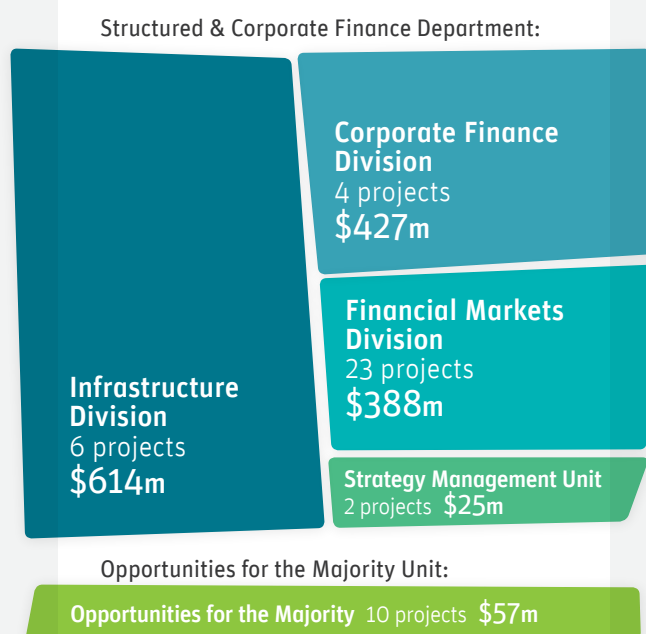 Structured & Corporate Finance Department:
Corporate Finance
Division
4 projects
$427m
Financial Markets
Division
23 projects
$388m
Infrastructure
Division
6 projects
$614m
Strategy Management Unit
2 projects $25m
Opportunities for the Majority Unit:
Opportunities for the Majority 10 projects $57m